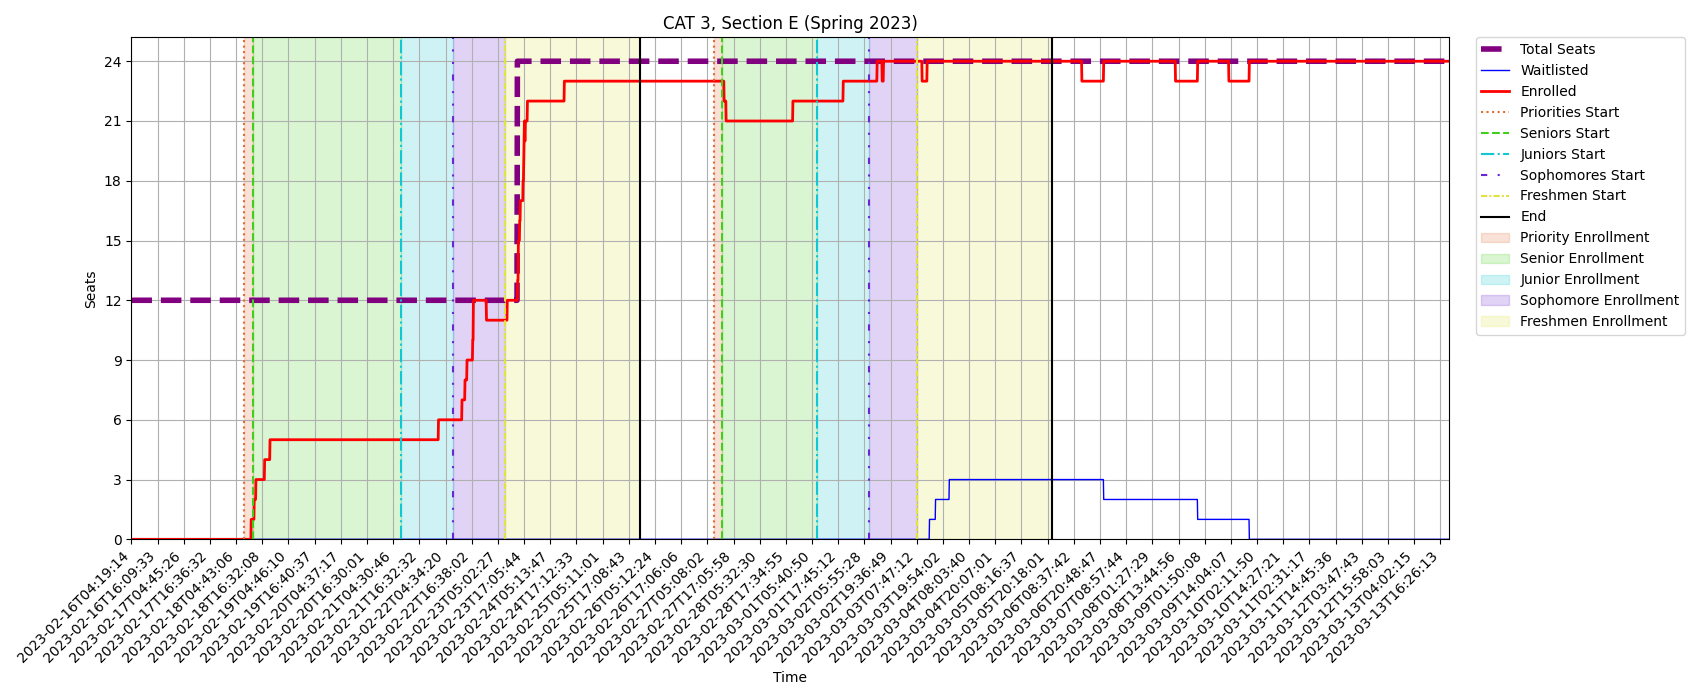 CAT 3, Section E (Spring 2023)
Seats
24
21
18
15
12
9
6
3
0
2023-02-16T04:19:14
2023-02-16T16:09:33
2023-02-17T04:45:26
2023-02-17T16:36:32
2023-02-18T04:43:06
2023-02-18T16:32:08
2023-02-19T04:46:10
2023-02-19T16:40:37
2023-02-20T04:37:17
2023-02-20T16:30:01
2023-02-21T04:30:46
2023-02-21T16:32:32
2023-02-22T04:34:20
2023-02-22T16:38:02
2023-02-23T05:02:27
2023-02-23T17:05:44
2023-02-24T05:13:47
2023-02-24T17:12:33
2023-02-25T05:11:01
2023-02-25T17:08:43
2023-02-26T05:12:24
2023-02-26T17:06:06
2023-02-27T05:08:02
2023-02-27T17:05:58
2023-02-28T05:32:30
2023-02-28T17:34:55
2023-03-01T05:40:50
2023-03-01T17:45:12
2023-03-02T05:55:28
2023-03-02T19:36:49
2023-03-03T07:47:12
2023-03-03T19:54:02
2023-03-04T08:03:40
2023-03-04T20:07:01
2023-03-05T08:16:37
2023-03-05T20:18:01
2023-03-06T08:37:42
2023-03-06T20:48:47
2023-03-07T08:57:44
2023-03-08T01:27:29
2023-03-08T13:44:56
2023-03-09T01:50:08
2023-03-09T14:04:07
2023-03-10T02:11:50
2023-03-10T14:27:21
2023-03-11T02:31:17
2023-03-11T14:45:36
2023-03-12T03:47:43
2023-03-12T15:58:03
2023-03-13T04:02:15
2023-03-13T16:26:13
Time
Total Seats
Waitlisted
Enrolled
Priorities Start
Seniors Start
Juniors Start
Sophomores Start
Freshmen Start
End
Priority Enrollment
Senior Enrollment
Junior Enrollment
Sophomore Enrollment
Freshmen Enrollment